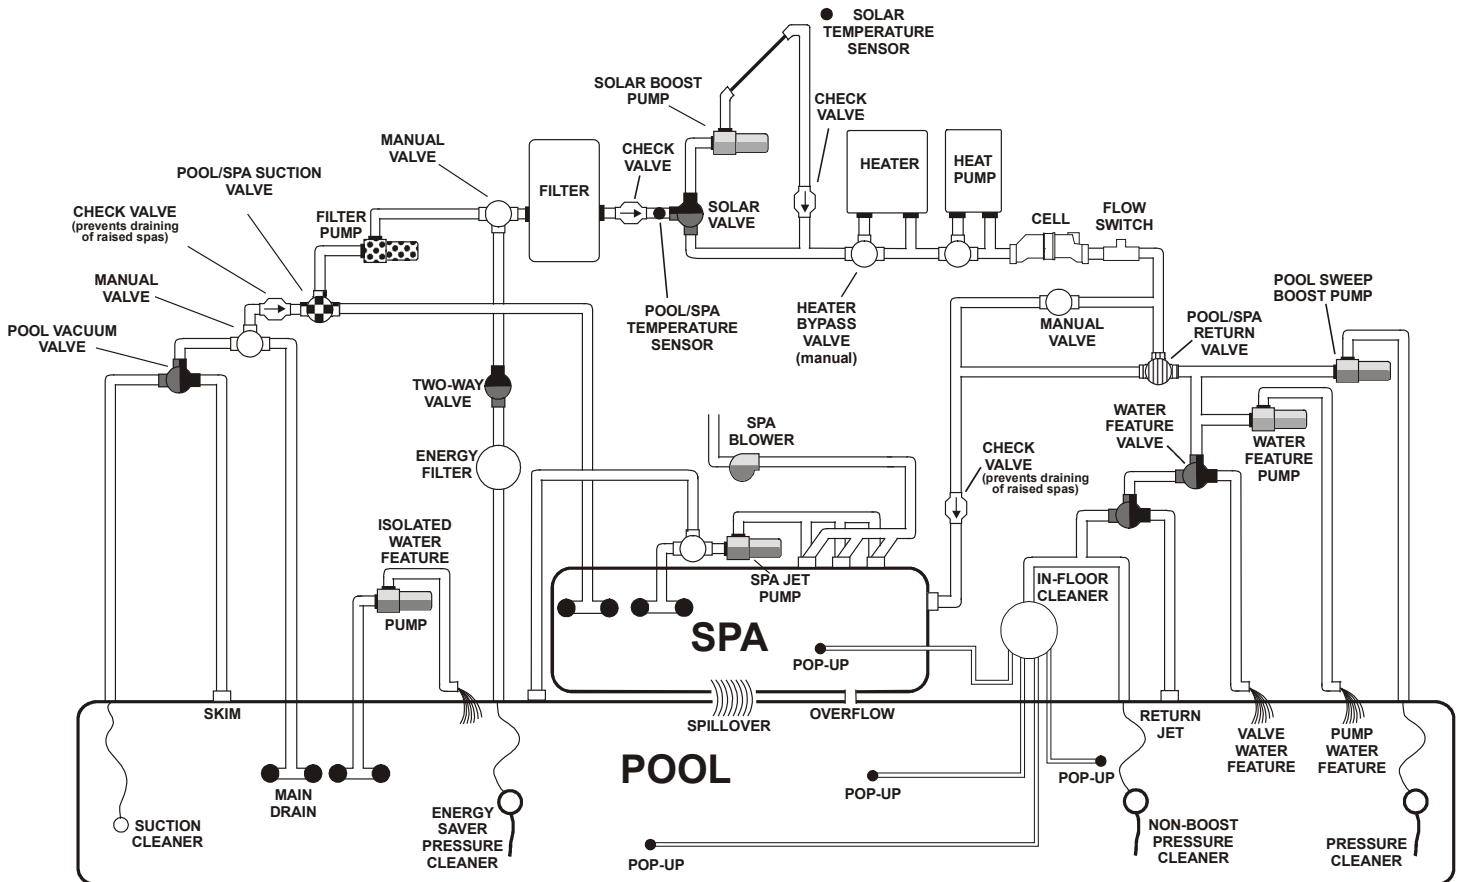 SOLAR
TEMPERATURE
SENSOR
SOLAR BOOST
PUMP
CHECK
VALVE
MANUAL
VALVE
CHECK
VALVE
HEATER
HEAT
PUMP
POOL/SPA SUCTION
VALVE
FILTER
CHECK VALVE
(prevents draining
of raised spas)
FILTER
PUMP
SOLAR
VALVE
CELL
FLOW
SWITCH
MANUAL
VALVE
POOL VACUUM
VALVE
POOL/SPA
TEMPERATURE
SENSOR
HEATER
BYPASS
VALVE
(manual)
MANUAL
VALVE
POOL SWEEP
BOOST PUMP
POOL/SPA
RETURN
VALVE
TWO-WAY
VALVE
SPA
BLOWER
WATER
FEATURE
VALVE
WATER
FEATURE
PUMP
ENERGY
FILTER
CHECK
VALVE
(prevents draining
of raised spas)
ISOLATED
WATER
FEATURE
PUMP
SPA JET
PUMP
IN-FLOOR
CLEANER
SPA
POP-UP
SKIM
SPILLOVER
OVERFLOW
RETURN
JET
VALVE
WATER
FEATURE
PUMP
WATER
FEATURE
POOL
MAIN
DRAIN
POP-UP
POP-UP
SUCTION
CLEANER
ENERGY
SAVER
PRESSURE
CLEANER
POP-UP
NON-BOOST
PRESSURE
CLEANER
PRESSURE
CLEANER